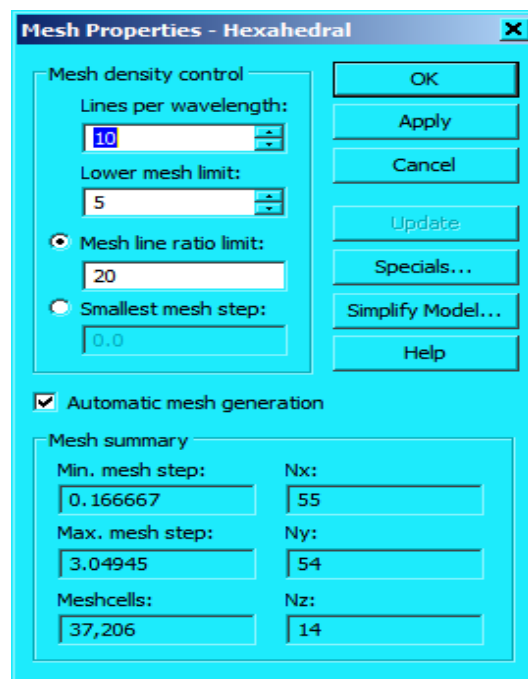 Mesh Properties - Hexahedral
Mesh density control
Lines per wavelength:
10
Lower mesh limit:
5
Mesh line ratio limit:
20
Smallest mesh step:
0.0
OK
Apply
Cancel
Update
Specials...
Simplify Model...
Help
Automatic mesh generation
Mesh summary
Min. mesh step:
0.166667
Nx:
55
Max. mesh step:
3.04945
Ny:
54
Meshcells:
37,206
Nz:
14